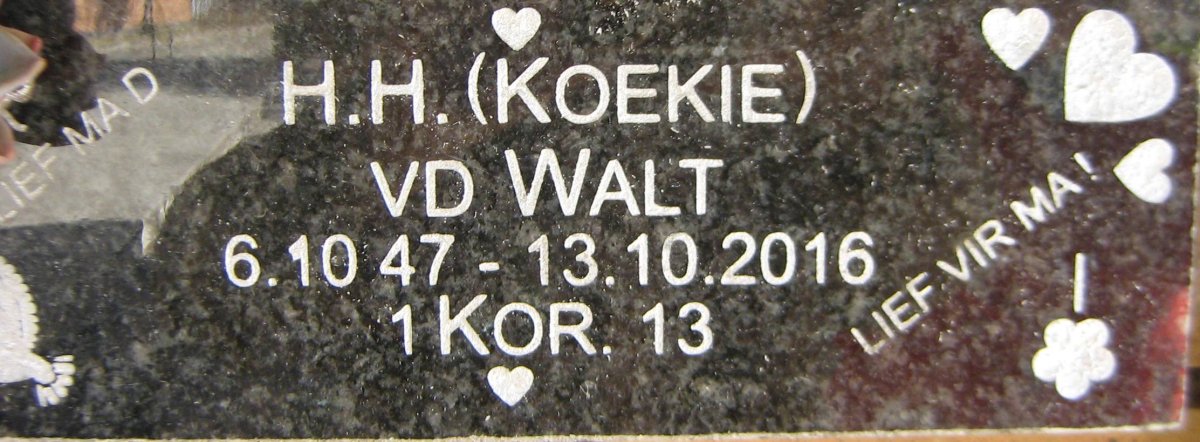 H.H. (KOEKIE)
VD WALT
6.10 47 - 13.10.2016
1 KOR. 13
LIEF VIR MA!
LIEF MA D